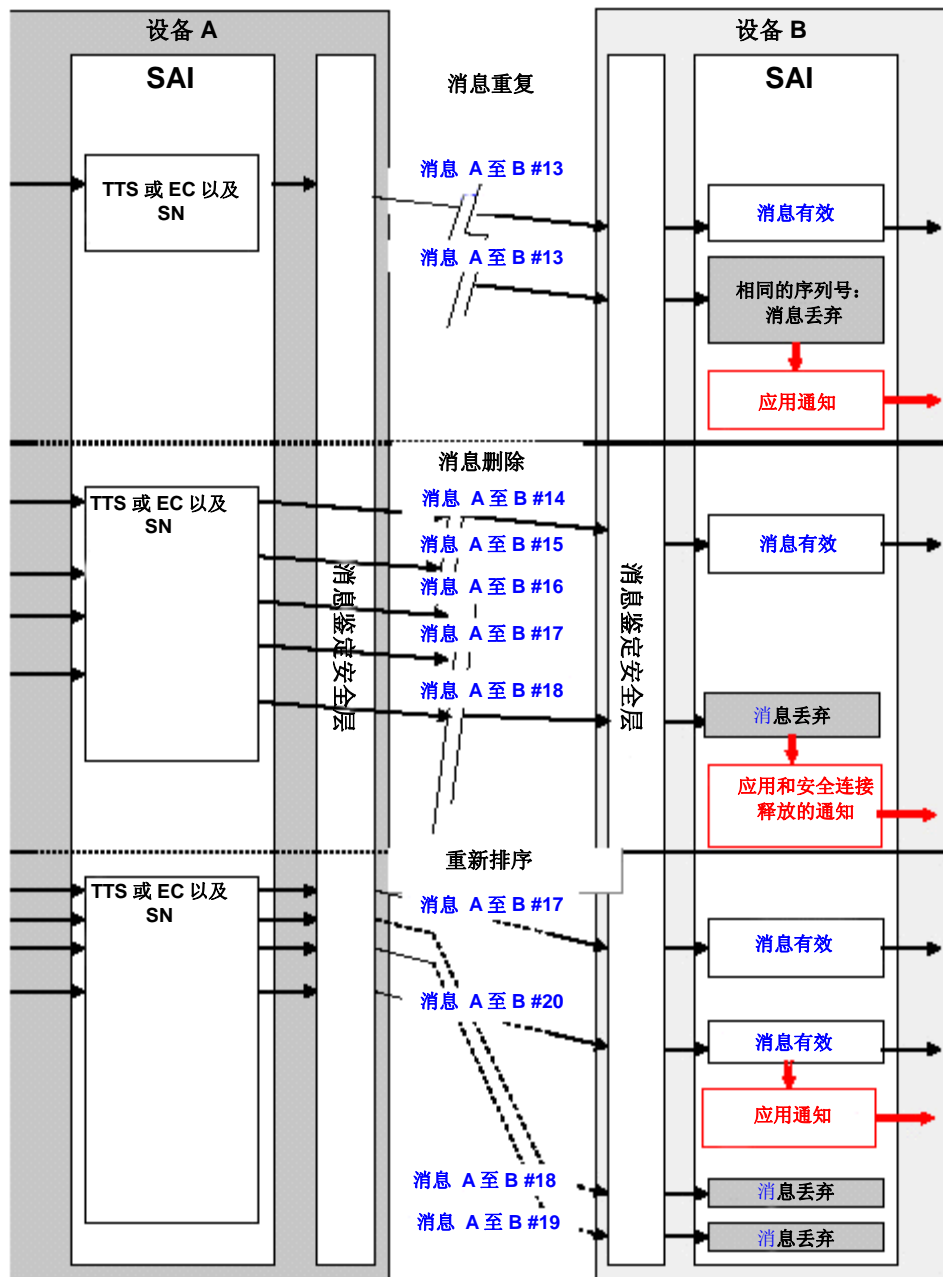 设备 A
设备 B
SAI
SAI
消息重复
消息 A 至 B #13
TTS 或 EC 以及
SN
消息有效
消息 A 至 B #13
相同的序列号：
消息丢弃
应用通知
消息删除
消息 A 至 B #14
TTS 或 EC 以及
SN
消息 A 至 B #15
消息有效
消息 A 至 B #16
消息 A 至 B #17
消息 A 至 B #18
消息鉴定安全层
消息鉴定安全层
消息丢弃
应用和安全连接
释放的通知
重新排序
TTS 或 EC 以及
SN
消息 A 至 B #17
消息有效
消息 A 至 B #20
消息有效
应用通知
消息 A 至 B #18
消息丢弃
消息 A 至 B #19
消息丢弃